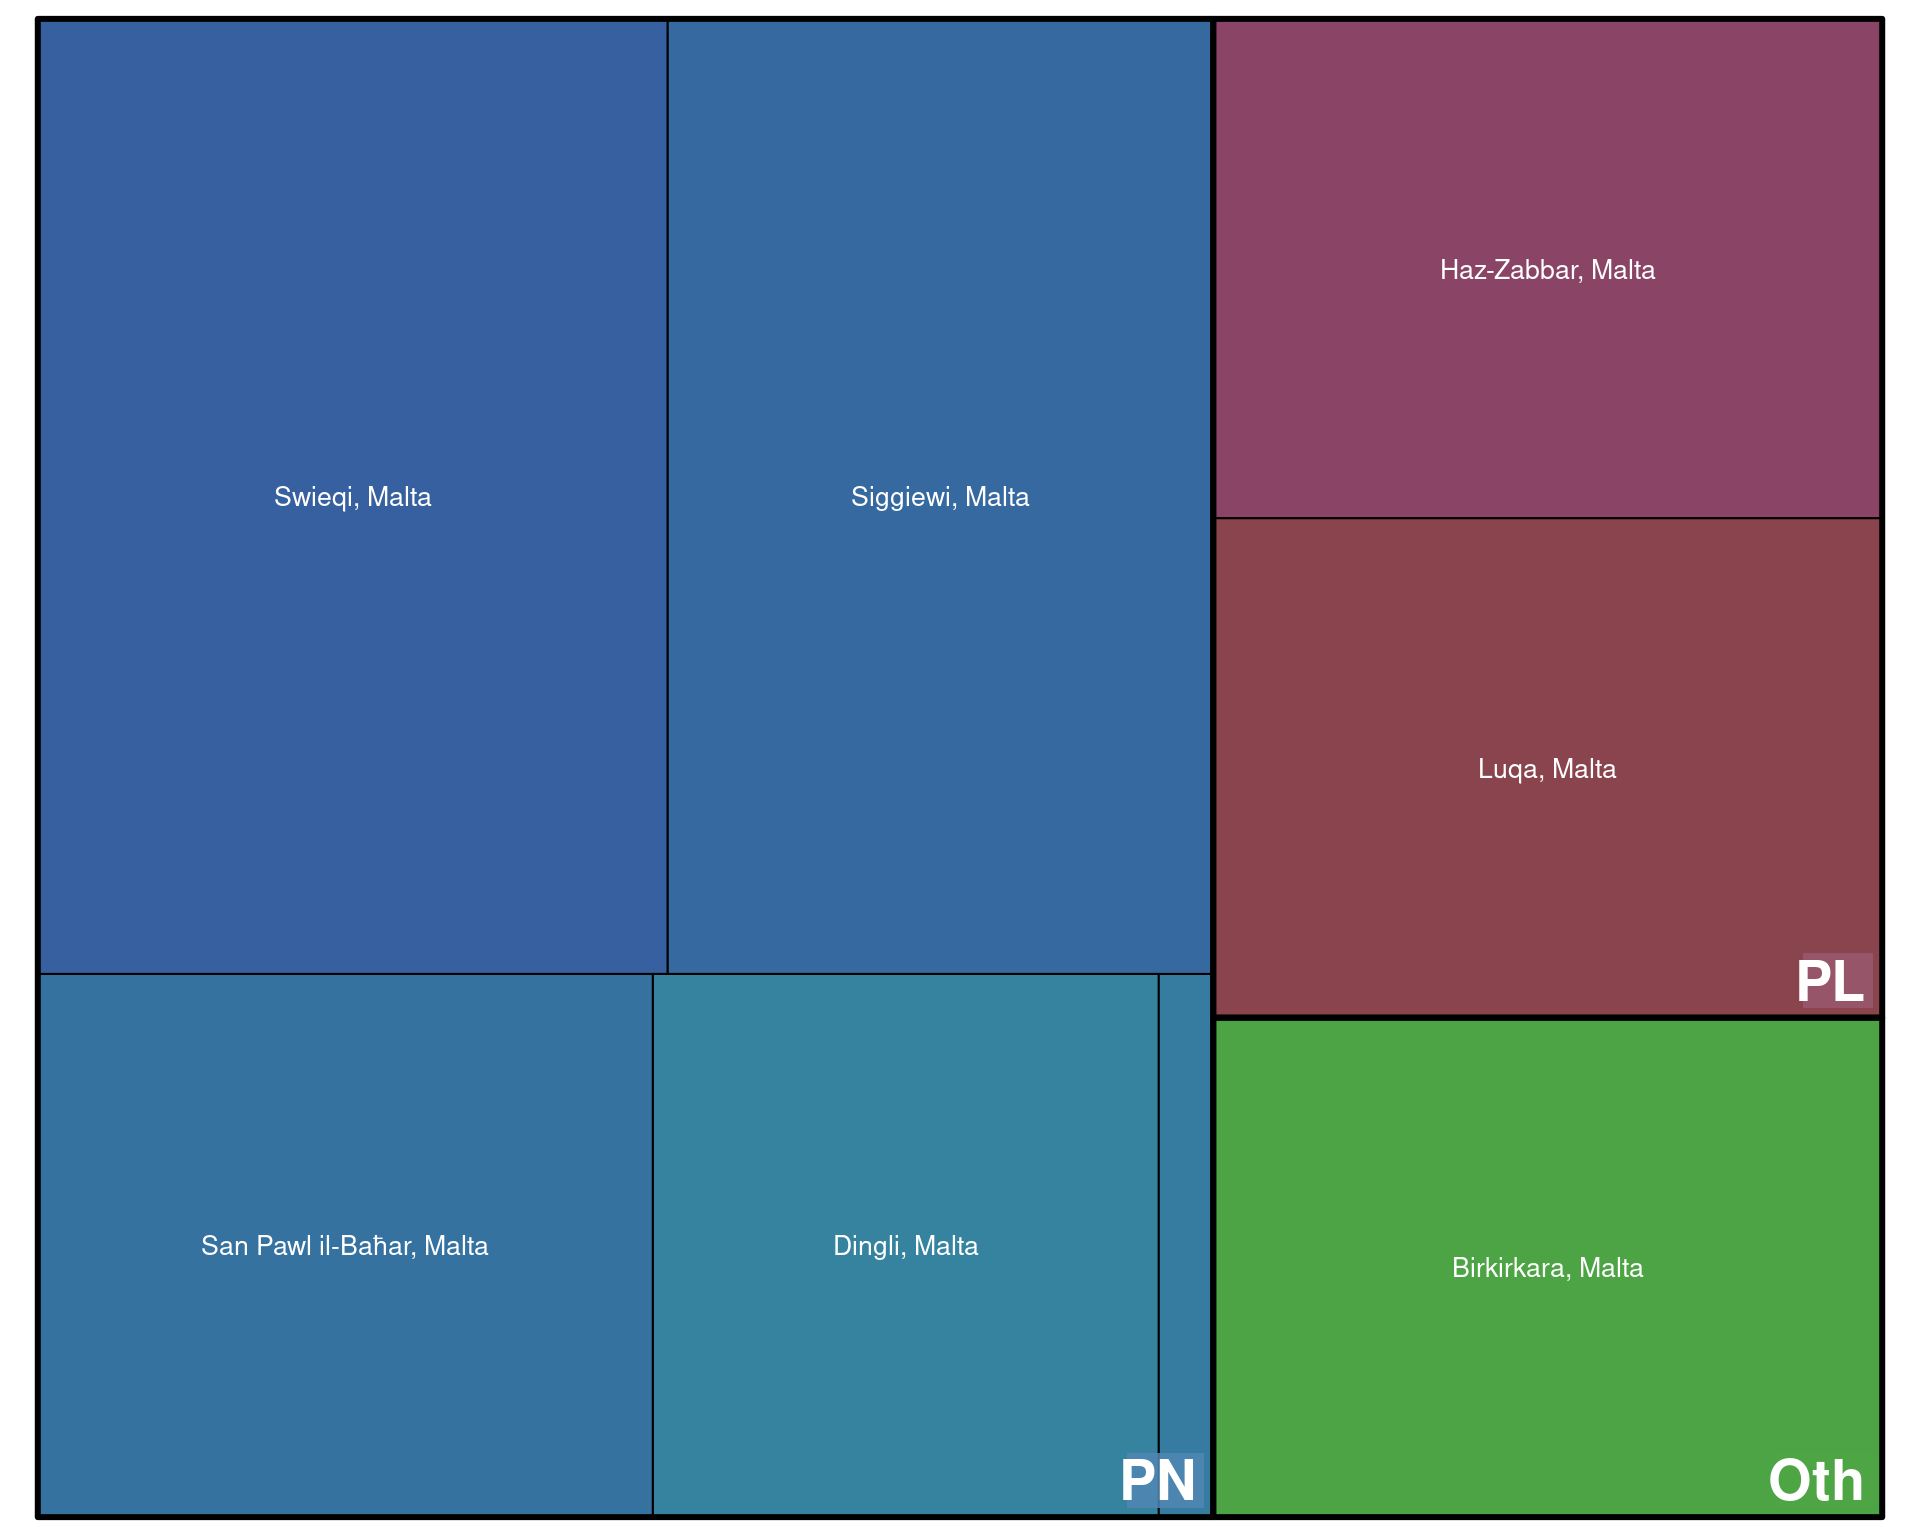 Swieqi, Malta
Siggiewi, Malta
San Pawl il-Baħar, Malta
Dingli, Malta
PN
Haz-Zabbar, Malta
Luqa, Malta
PL
Birkirkara, Malta
Oth